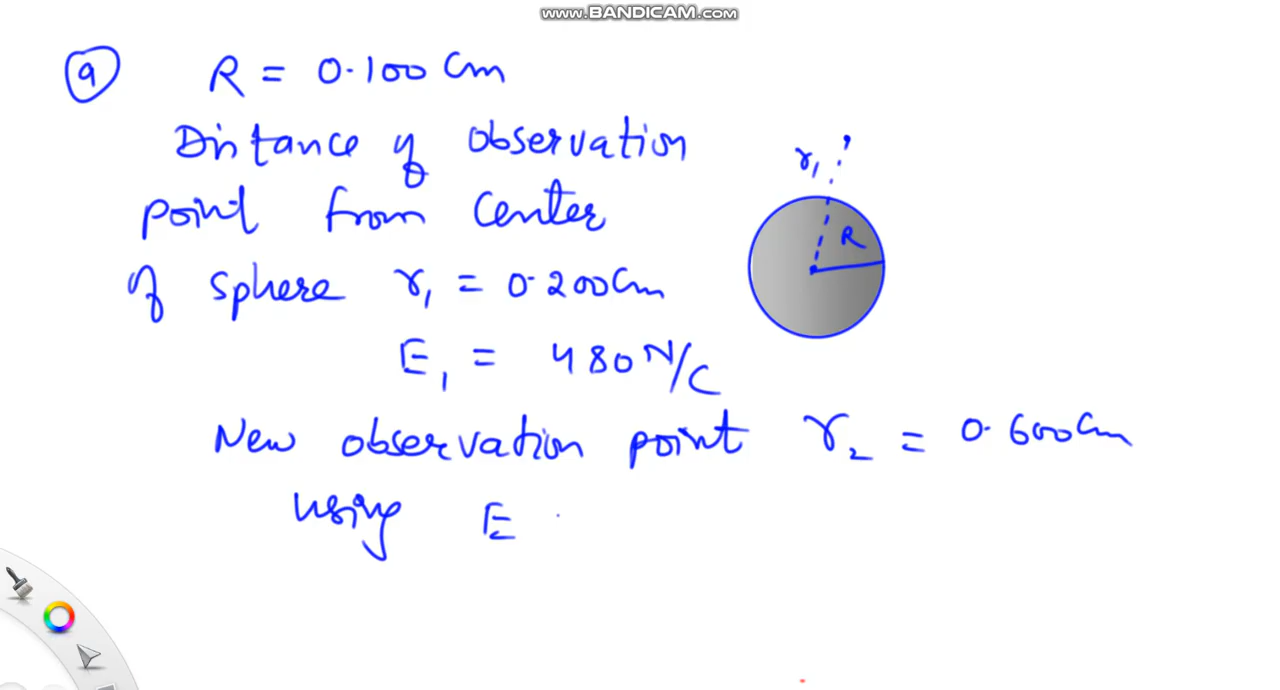 www.BANDICAM.com
a R = 0.100 cm
Distance of observation
point from center
of sphere r₁ = 0.200 cm
r₁
R
E₁ = 480 N/C
New observation point r₂ = 0.600 cm
using E